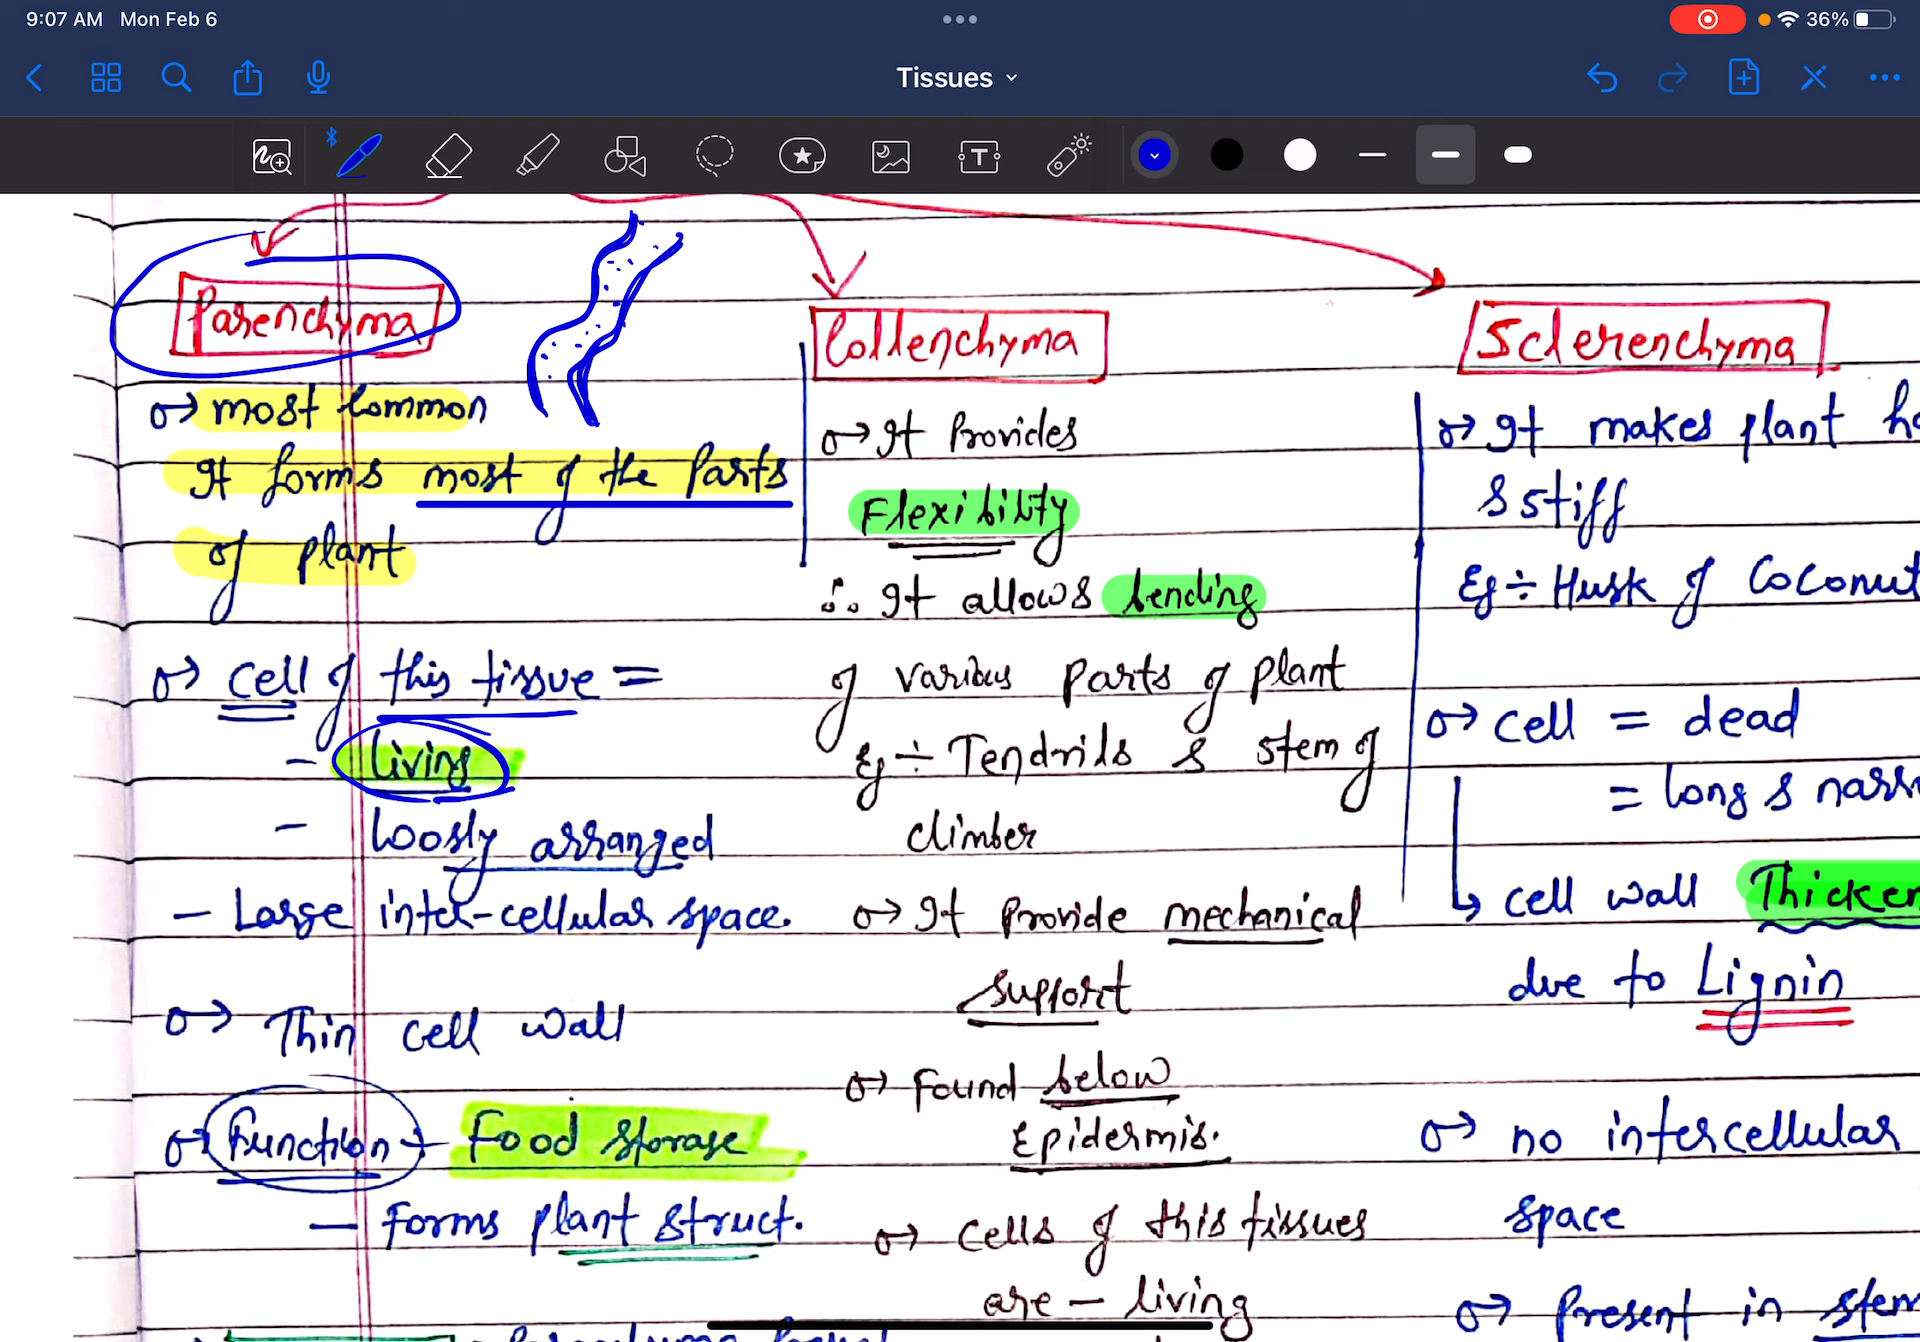 9:07 AM Mon Feb 6
36%
Tissues
Parenchyma
most common
It forms most of the Parts
of plant
cell of this tissue =
- living
- loosly arranged
- Large inter-cellular space.
Thin cell wall
Function - Food storage
- forms plant struct.
Collenchyma
It Provides
Flexibility
∴ It allows bending
of various Parts of plant
Eg ÷ Tendrils & stem of
climber
It Provide mechanical
support
Found below
Epidermis.
cells of this tissues
are - living
Sclerenchyma
It makes plant
& stiff
Eg ÷ Husk of Coconut
cell = dead
= long &
cell wall Thicken
due to Lignin
no intercellular
space
Present in stem